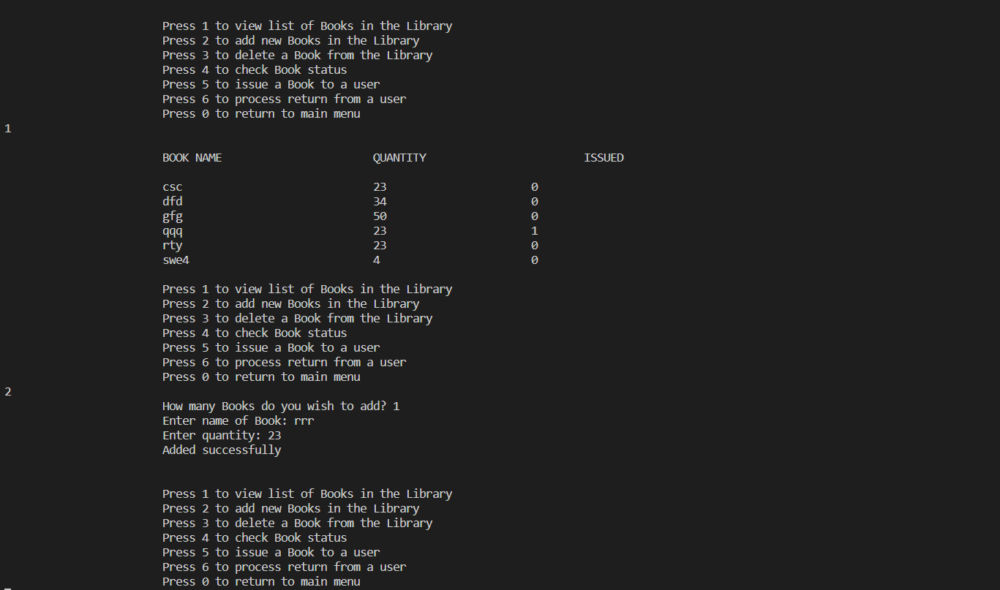 Press 1 to view list of Books in the Library
Press 2 to add new Books in the Library
Press 3 to delete a Book from the Library
Press 4 to check Book status
Press 5 to issue a Book to a user
Press 6 to process return from a user
Press 0 to return to main menu
1
BOOK NAME QUANTITY ISSUED
csc 23 0
dfd 34 0
gfg 50 0
qqq 23 1
rty 23 0
swe4 4 0
Press 1 to view list of Books in the Library
Press 2 to add new Books in the Library
Press 3 to delete a Book from the Library
Press 4 to check Book status
Press 5 to issue a Book to a user
Press 6 to process return from a user
Press 0 to return to main menu
2
How many Books do you wish to add? 1
Enter name of Book: rrr
Enter quantity: 23
Added successfully
Press 1 to view list of Books in the Library
Press 2 to add new Books in the Library
Press 3 to delete a Book from the Library
Press 4 to check Book status
Press 5 to issue a Book to a user
Press 6 to process return from a user
Press 0 to return to main menu